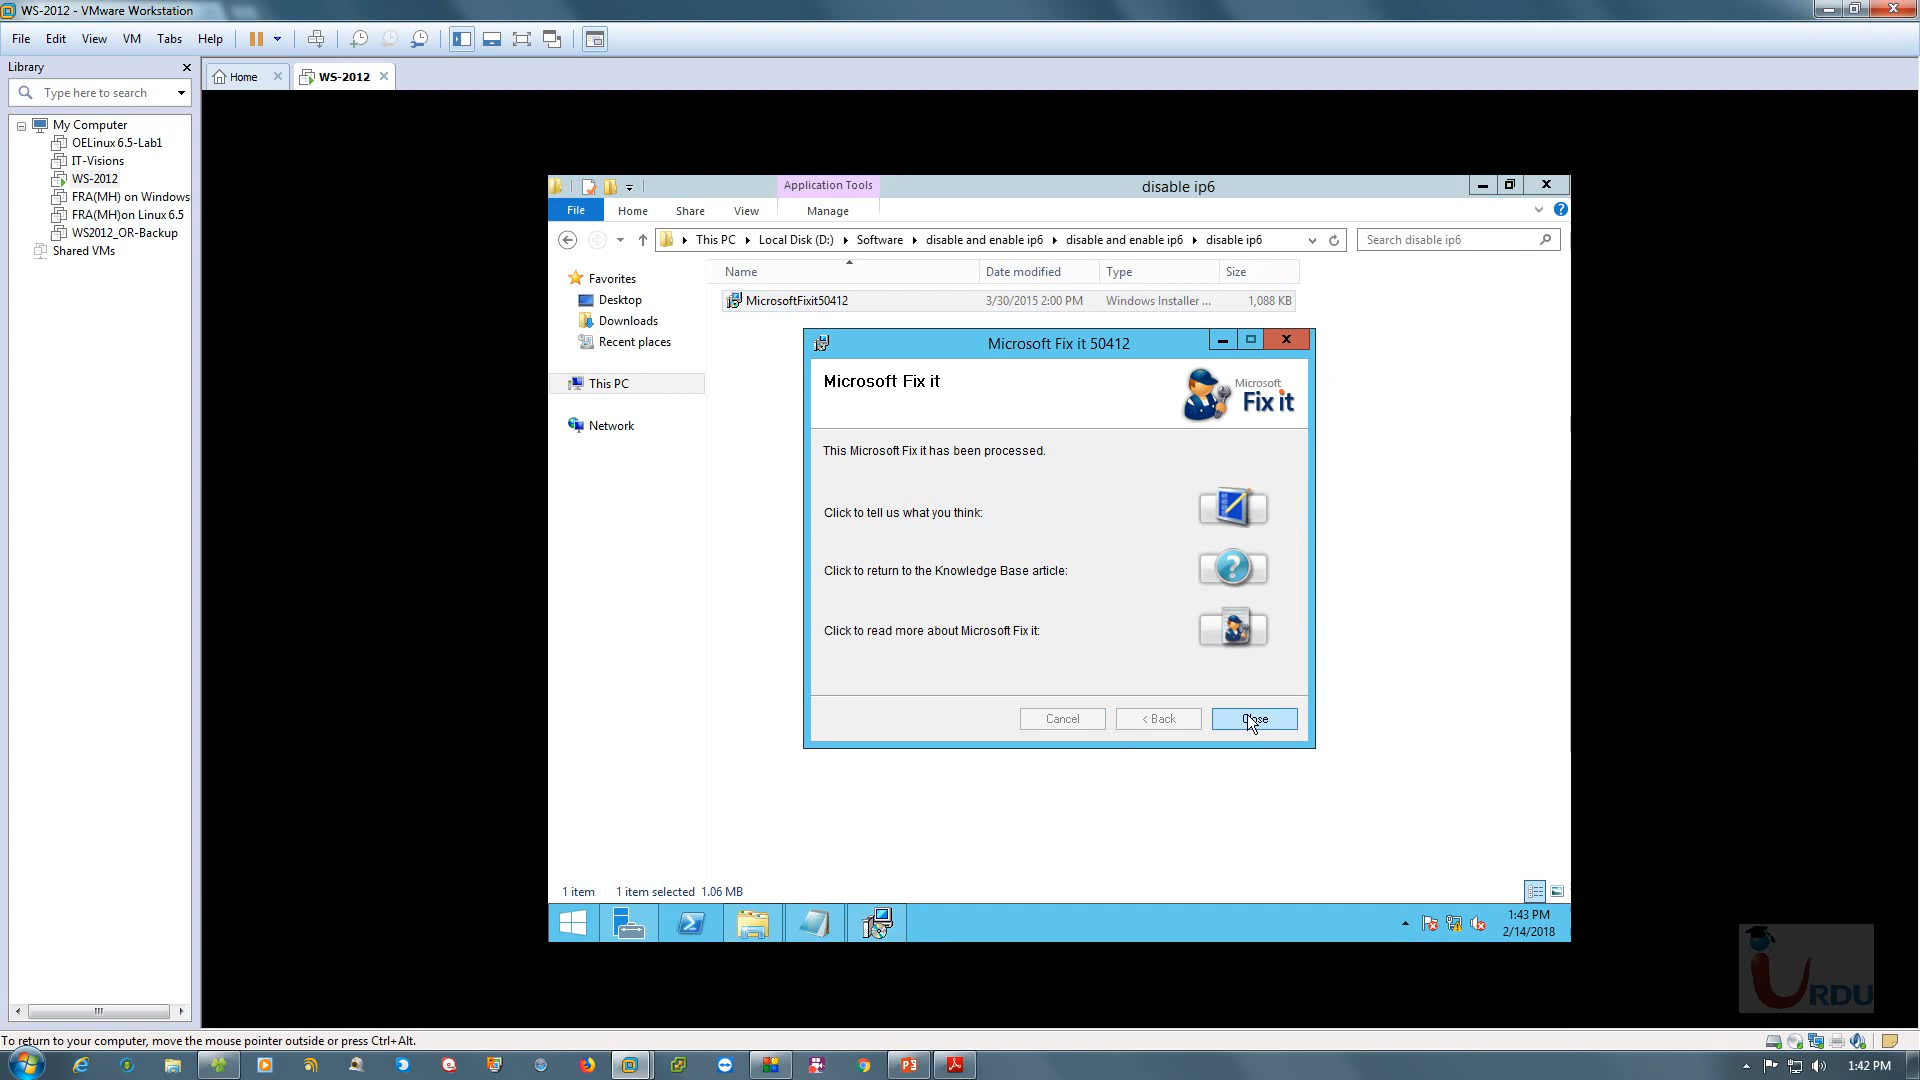 WS-2012 - VMware Workstation
File Edit View VM Tabs Help
Library
Home
WS-2012
Type here to search
My Computer
OELinux 6.5-Lab1
IT-Visions
WS-2012
FRA(MH) on Windows
FRA(MH)on Linux 6.5
WS2012_OR-Backup
Shared VMs
Application Tools
disable ip6
File Home Share View Manage
This PC Local Disk (D:) Software disable and enable ip6 disable and enable ip6 disable ip6
Search disable ip6
Name Date modified Type Size
MicrosoftFixit50412 3/30/2015 2:00 PM Windows Installer ... 1,088 KB
Favorites
Desktop
Downloads
Recent places
This PC
Network
Microsoft Fix it 50412
Microsoft Fix it
Microsoft
Fix it
This Microsoft Fix it has been processed.
Click to tell us what you think:
Click to return to the Knowledge Base article:
Click to read more about Microsoft Fix it:
Cancel < Back Close
1 item 1 item selected 1.06 MB
1:43 PM
2/14/2018
URDU
To return to your computer, move the mouse pointer outside or press Ctrl+Alt.
1:42 PM